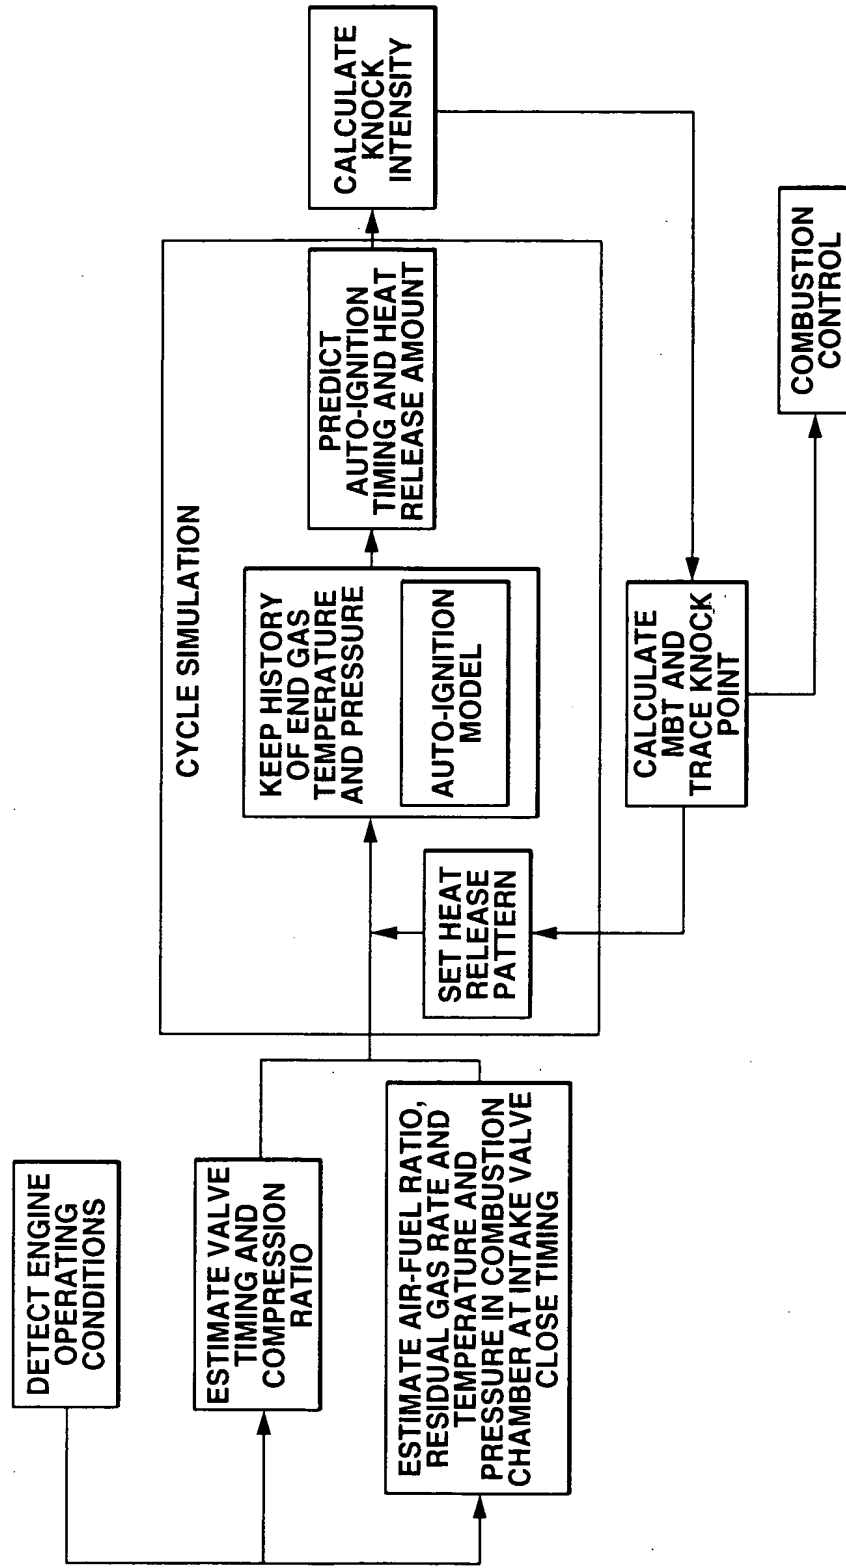 DETECT ENGINE
OPERATING
CONDITIONS
ESTIMATE VALVE
TIMING AND
COMPRESSION
RATIO
ESTIMATE AIR-FUEL RATIO,
RESIDUAL GAS RATE AND
TEMPERATURE AND
PRESSURE IN COMBUSTION
CHAMBER AT INTAKE VALVE
CLOSE TIMING
CYCLE SIMULATION
SET HEAT
RELEASE
PATTERN
KEEP HISTORY
OF END GAS
TEMPERATURE
AND PRESSURE
AUTO-IGNITION
MODEL
PREDICT
AUTO-IGNITION
TIMING AND HEAT
RELEASE AMOUNT
CALCULATE
KNOCK
INTENSITY
CALCULATE
MBT AND
TRACE KNOCK
POINT
COMBUSTION
CONTROL